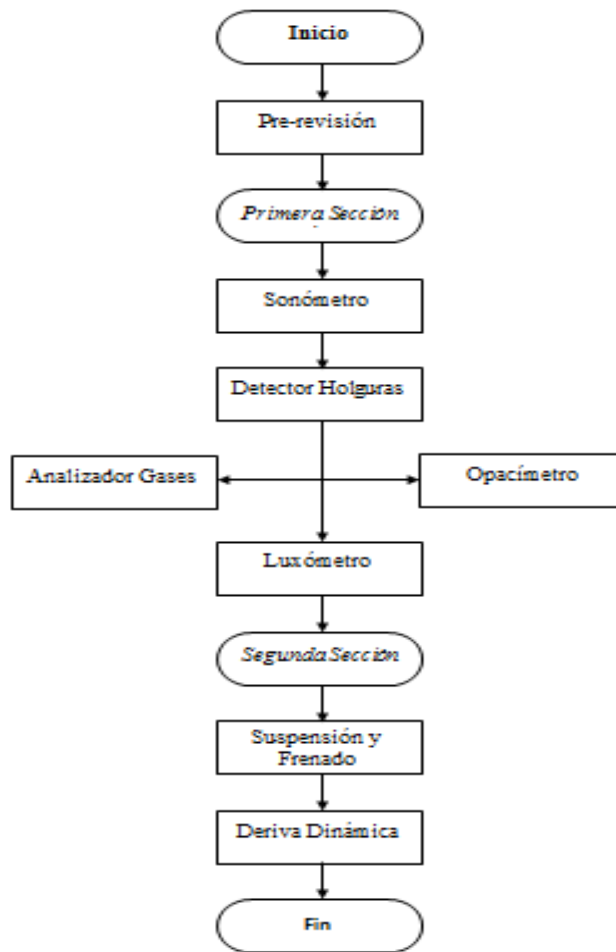 Inicio
Pre-revisión
Primera Sección
Sonómetro
Detector Holguras
Analizador Gases
Opacímetro
Luxómetro
Segunda Sección
Suspensión y
Frenado
Deriva Dinámica
Fin